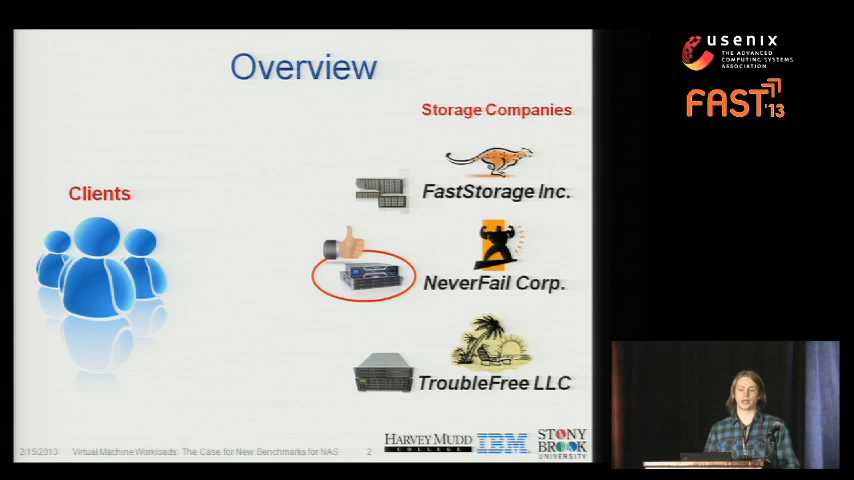 Overview
Storage Companies
Clients
FastStorage Inc.
NeverFail Corp.
TroubleFree LLC
2/15/2013 Virtual Machine Workloads: The Case for New Benchmarks for NAS 2
HARVEY MUDD
COLLEGE
IBM
STONY
BROOK
UNIVERSITY
usenix
THE ADVANCED
COMPUTING SYSTEMS
ASSOCIATION
FAST '13